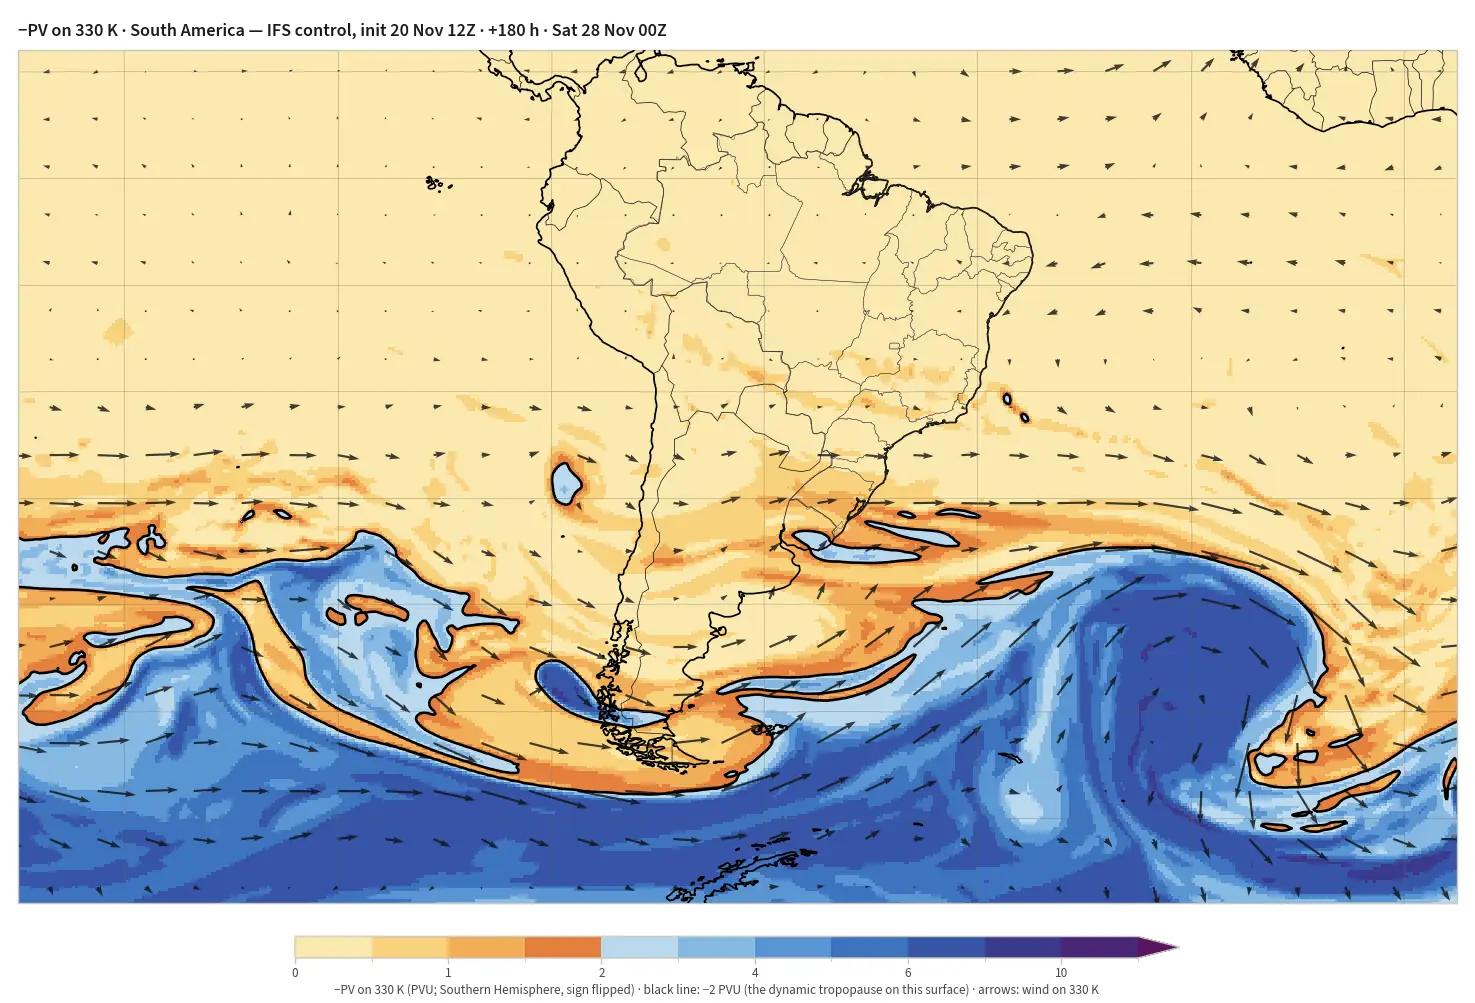 −PV on 330 K · South America — IFS control, init 20 Nov 12Z · +180 h · Sat 28 Nov 00Z
0 1 2 4 6 10
−PV on 330 K (PVU; Southern Hemisphere, sign flipped) · black line: −2 PVU (the dynamic tropopause on this surface) · arrows: wind on 330 K